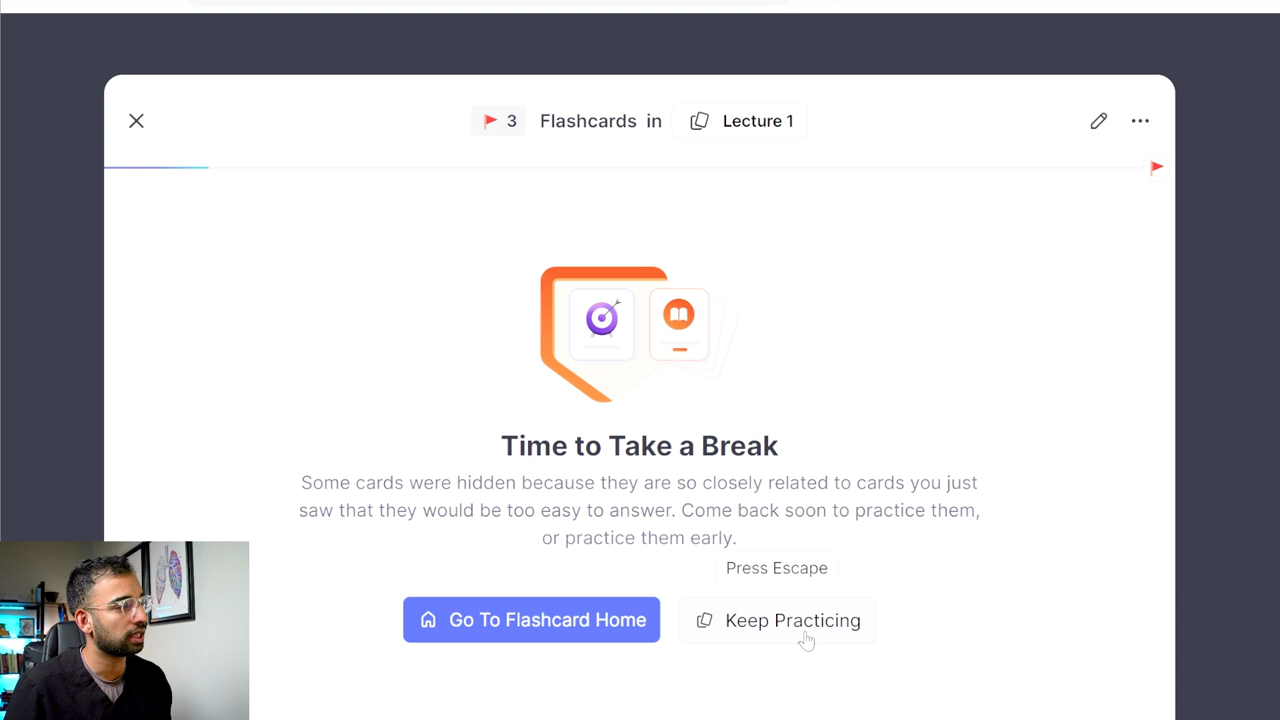 3 Flashcards in Lecture 1
Time to Take a Break
Some cards were hidden because they are so closely related to cards you just
saw that they would be too easy to answer. Come back soon to practice them,
or practice them early.
Press Escape
Go To Flashcard Home Keep Practicing